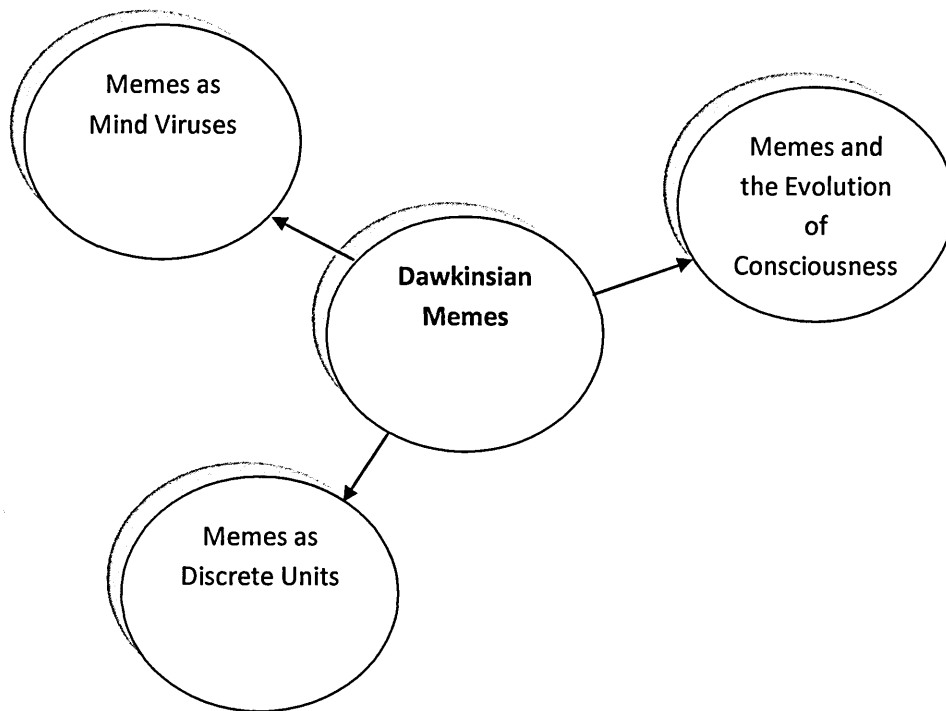 Memes as
Mind Viruses
Memes and
the Evolution
of
Consciousness
Dawkinsian
Memes
Memes as
Discrete Units